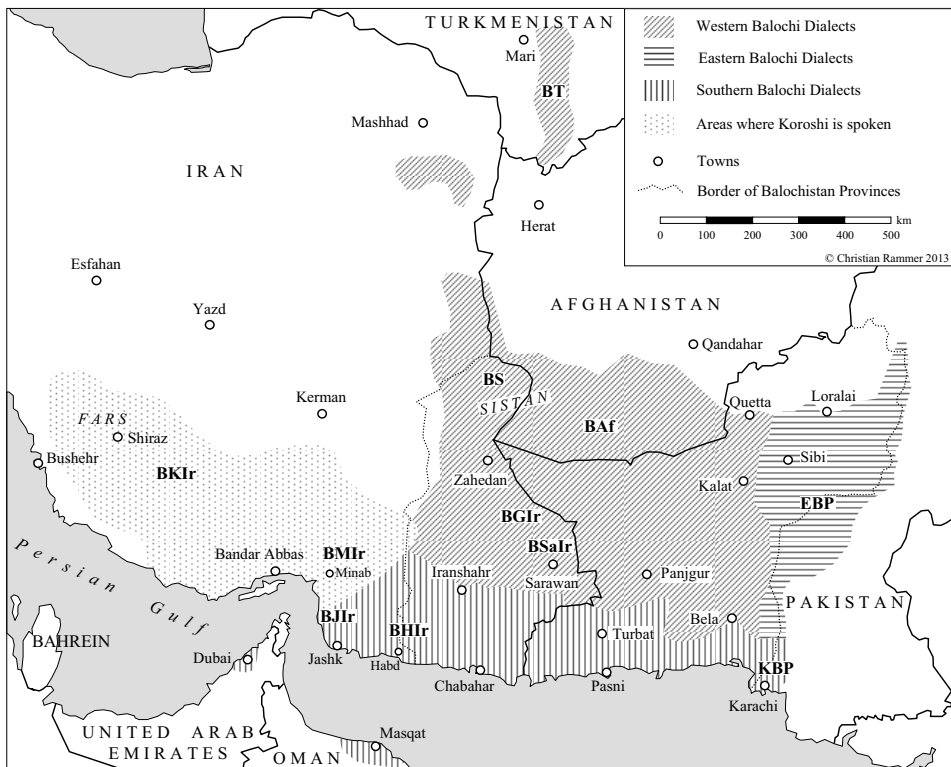 TURKMENISTAN
Mari
BT
Mashhad
IRAN
Herat
Esfahan
Yazd
AFGHANISTAN
Qandahar
BS
SISTAN
Kerman
FARS
Shiraz
Bushehr
BKIr
BAf
Quetta
Loralai
Sibi
Zahedan
Kalat
EBP
BGIr
BSaIr
Bandar Abbas
BMIr
Minab
Iranshahr
Sarawan
Panjgur
PAKISTAN
Persian Gulf
BJIr
BHIr
Bela
Turbat
BAHREIN
Dubai
Jashk
Habd
Chabahar
Pasni
KBP
Karachi
UNITED ARAB
EMIRATES
OMAN
Masqat
Western Balochi Dialects
Eastern Balochi Dialects
Southern Balochi Dialects
Areas where Koroshi is spoken
Towns
Border of Balochistan Provinces
km
0 100 200 300 400 500
© Christian Rammer 2013